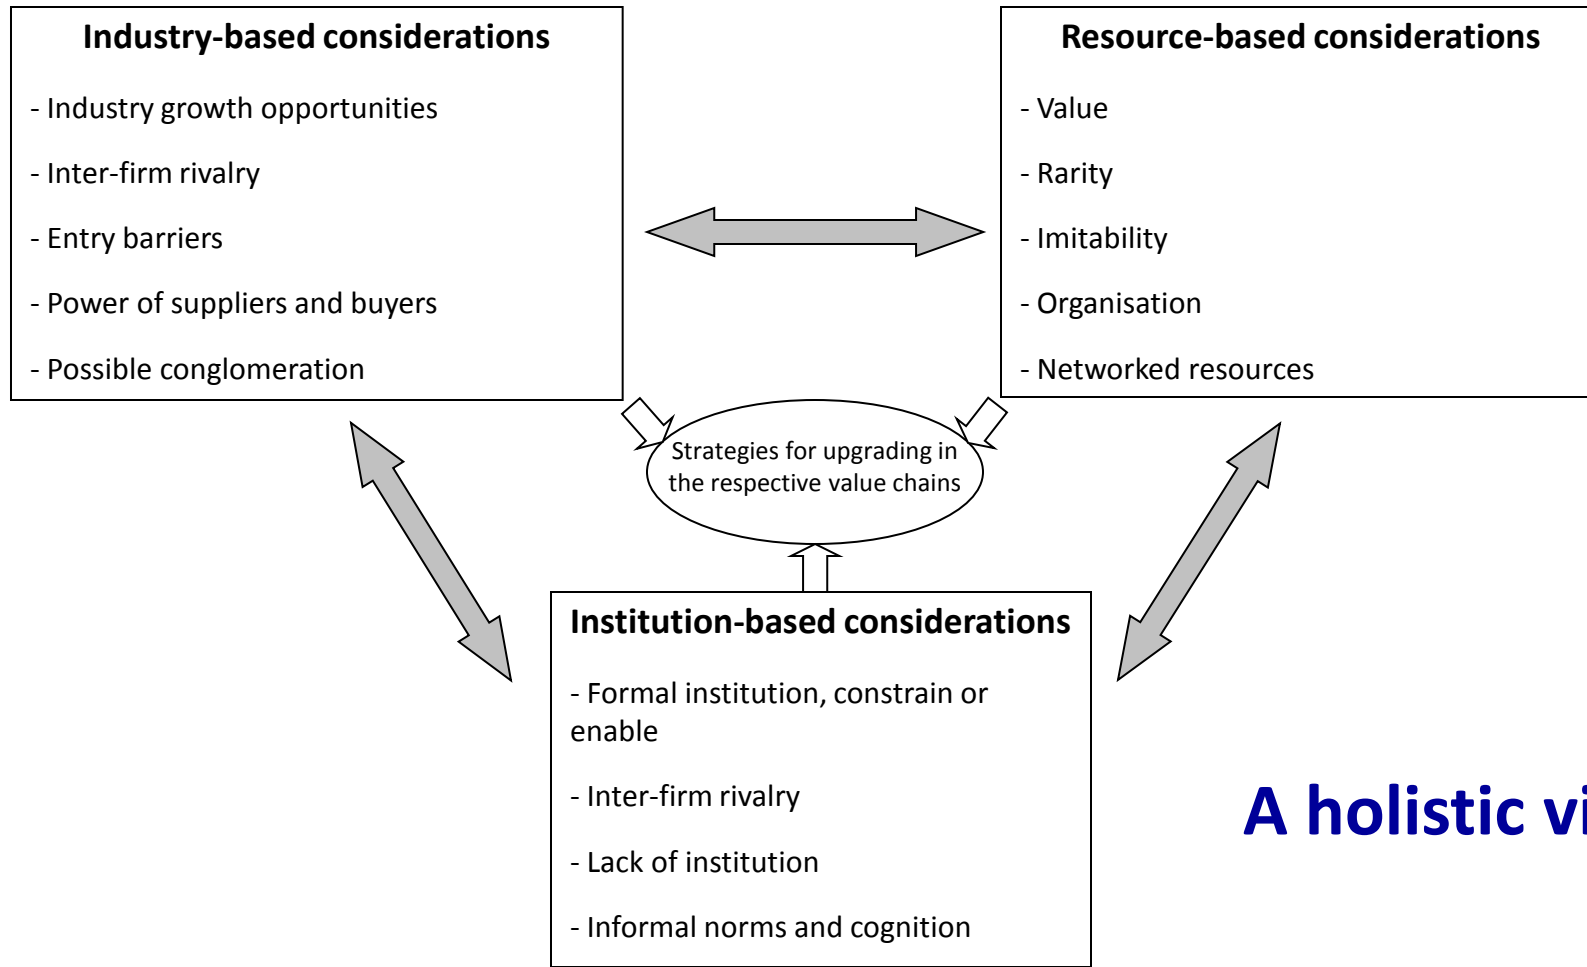 Industry-based considerations
- Industry growth opportunities
- Inter-firm rivalry
- Entry barriers
- Power of suppliers and buyers
- Possible conglomeration
Resource-based considerations
- Value
- Rarity
- Imitability
- Organisation
- Networked resources
Strategies for upgrading in
the respective value chains
Institution-based considerations
- Formal institution, constrain or
enable
- Inter-firm rivalry
- Lack of institution
- Informal norms and cognition
A holistic